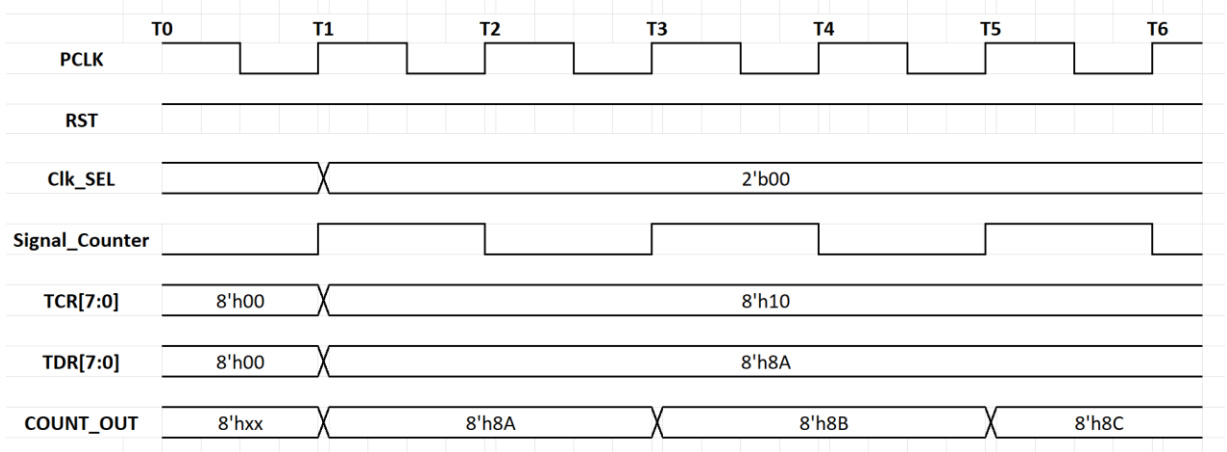 T0 T1 T2 T3 T4 T5 T6
PCLK
RST
Clk_SEL 2'b00
Signal_Counter
TCR[7:0] 8'h00 8'h10
TDR[7:0] 8'h00 8'h8A
COUNT_OUT 8'hxx 8'h8A 8'h8B 8'h8C